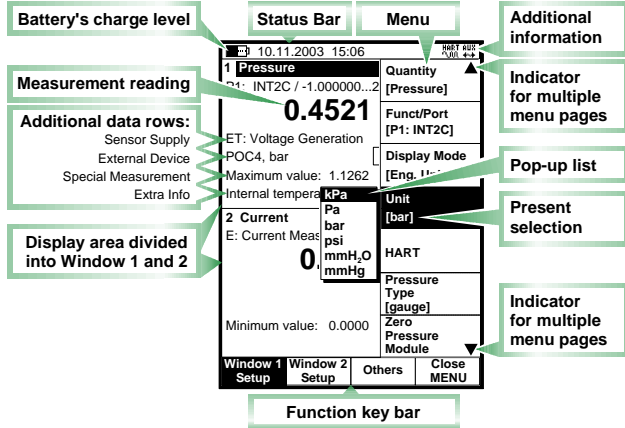 Battery's charge level
Status Bar
Menu
Additional
information
10.11.2003 15:06
HART AUX
1 Pressure
P1: INT2C / -1.000000...2
0.4521
ET: Voltage Generation
POC4, bar
Maximum value: 1.1262
Internal tempera
kPa
Pa
bar
psi
mmH₂O
mmHg
2 Current
E: Current Meas
0.
Minimum value: 0.0000
Quantity
[Pressure]
Funct/Port
[P1: INT2C]
Display Mode
[Eng. Un
Unit
[bar]
HART
Pressure
Type
[gauge]
Zero
Pressure
Module
Window 1
Setup
Window 2
Setup
Others
Close
MENU
Measurement reading
Additional data rows:
Sensor Supply
External Device
Special Measurement
Extra Info
Display area divided
into Window 1 and 2
Indicator
for multiple
menu pages
Pop-up list
Present
selection
Indicator
for multiple
menu pages
Function key bar